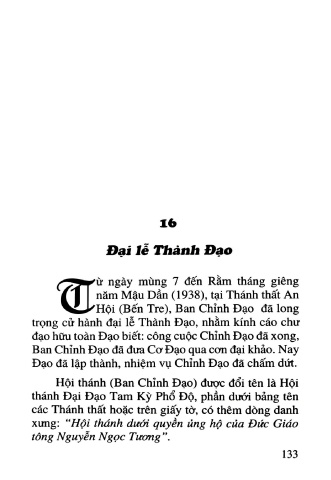 16
Đại lễ Thành Đạo
Từ ngày mùng 7 đến Rằm tháng giêng
năm Mậu Dần (1938), tại Thánh thất An
Hội (Bến Tre), Ban Chỉnh Đạo đã long
trọng cử hành đại lễ Thành Đạo, nhằm kính cáo chư
đạo hữu toàn Đạo biết: công cuộc Chỉnh Đạo đã xong,
Ban Chỉnh Đạo đã đưa Cơ Đạo qua cơn đại khảo. Nay
Đạo đã lập thành, nhiệm vụ Chỉnh Đạo đã chấm dứt.
Hội thánh (Ban Chỉnh Đạo) được đổi tên là Hội
thánh Đại Đạo Tam Kỳ Phổ Độ, phần dưới bảng tên
các Thánh thất hoặc trên giấy tờ, có thêm dòng danh
xưng: “Hội thánh dưới quyền ủng hộ của Đức Giáo
tông Nguyễn Ngọc Tương”.
133